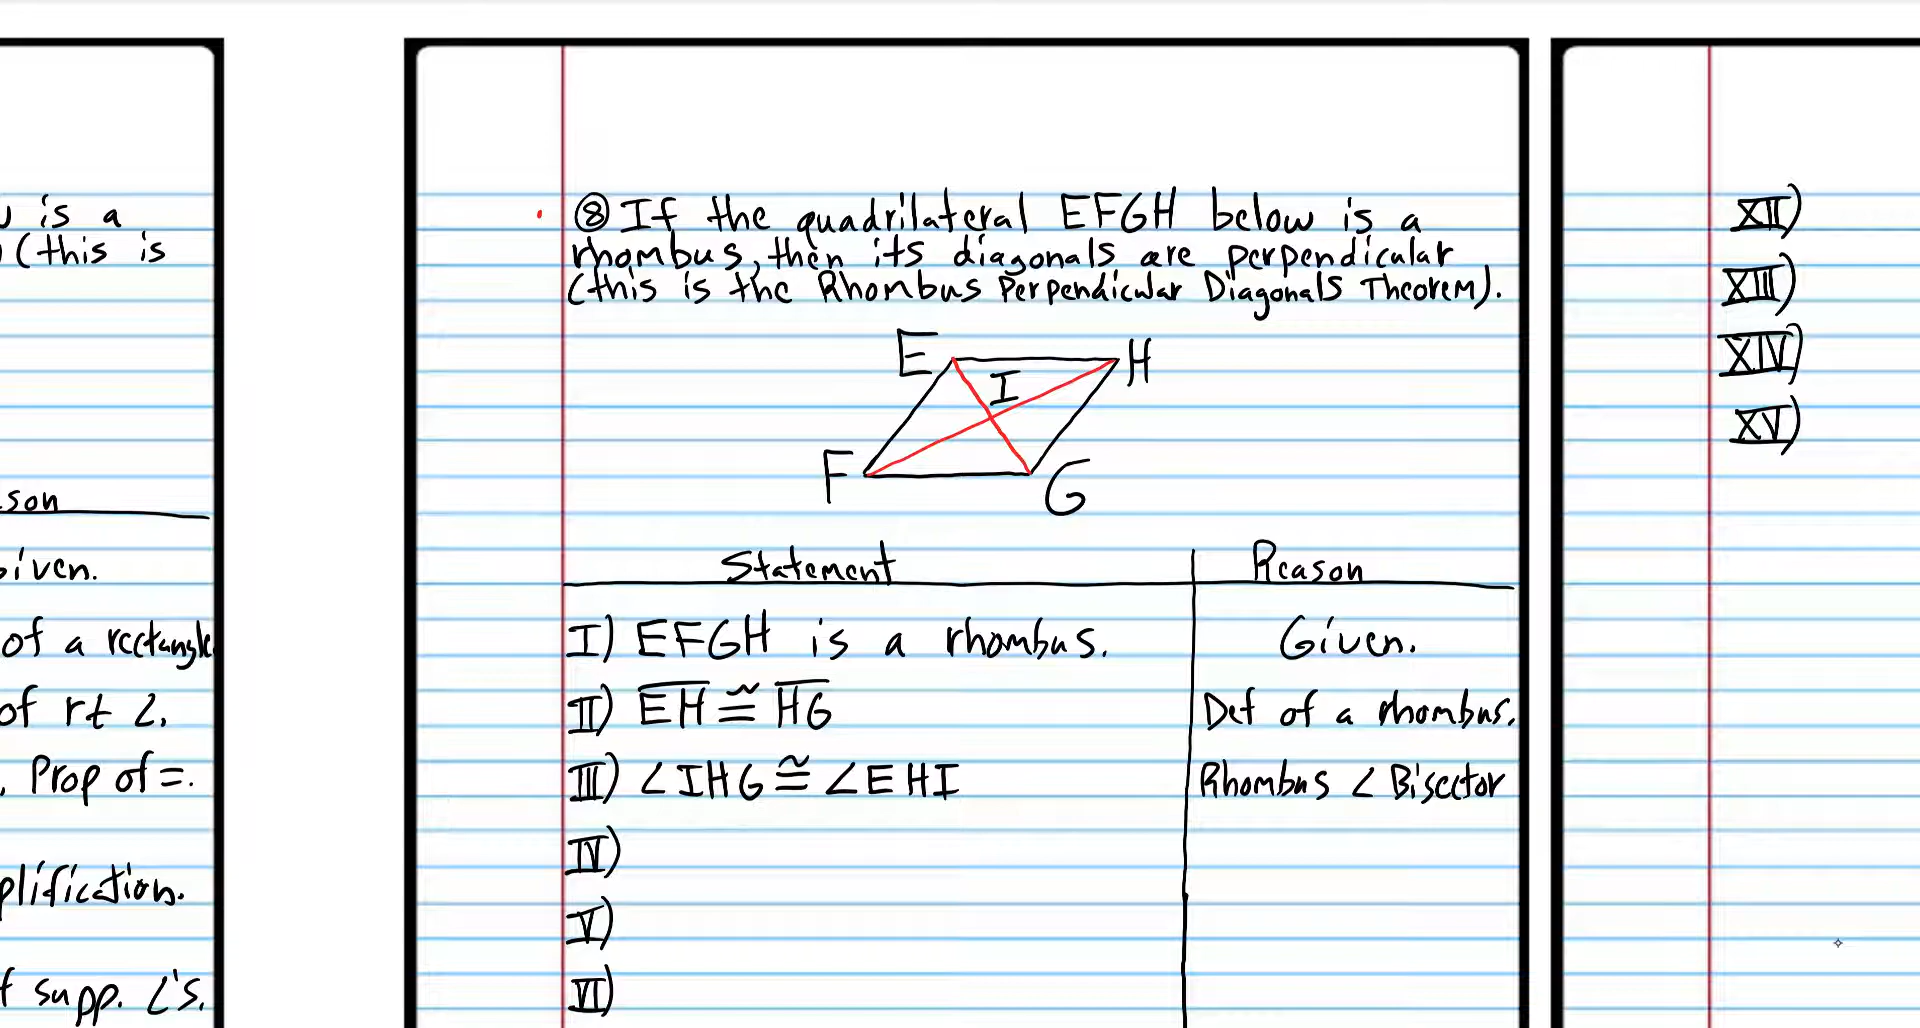 is a
(this is
son
iven.
of a rectangle
of rt ∠.
Prop of =.
plification.
supp. ∠'s.
⑧ If the quadrilateral EFGH below is a
rhombus, then its diagonals are perpendicular
(this is the Rhombus Perpendicular Diagonals Theorem).
E
H
I
F
G
Statement Reason
I) EFGH is a rhombus. Given.
II) E̅H̅ ≅ H̅G̅ Def of a rhombus.
III) ∠IHG ≅ ∠EHI Rhombus ∠ Bisector
IV)
V)
VI)
XII)
XIII)
XIV)
XV)